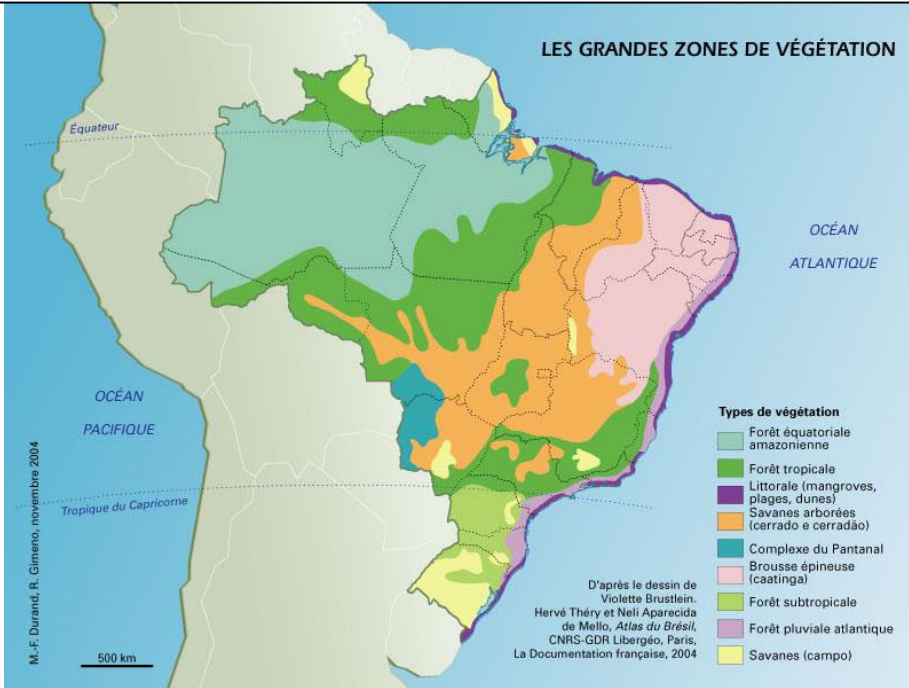 LES GRANDES ZONES DE VÉGÉTATION
Équateur
OCÉAN
ATLANTIQUE
OCÉAN
PACIFIQUE
Tropique du Capricorne
Types de végétation
Forêt équatoriale
amazonienne
Forêt tropicale
Littorale (mangroves,
plages, dunes)
Savanes arborées
(cerrado e cerradão)
Complexe du Pantanal
Brousse épineuse
(caatinga)
Forêt subtropicale
Forêt pluviale atlantique
Savanes (campo)
D'après le dessin de
Violette Brustlein.
Hervé Théry et Neli Aparecida
de Mello, Atlas du Brésil,
CNRS-GDR Libergéo, Paris,
La Documentation française, 2004
M.-F. Durand, R. Gimeno, novembre 2004
500 km